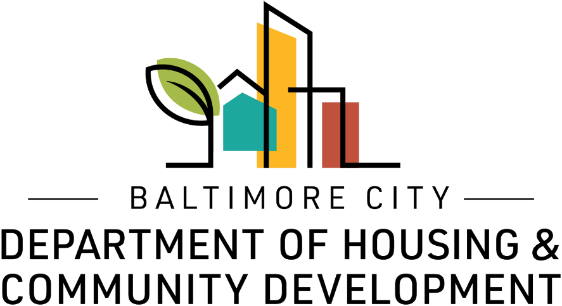 BALTIMORE CITY
DEPARTMENT OF HOUSING &
COMMUNITY DEVELOPMENT